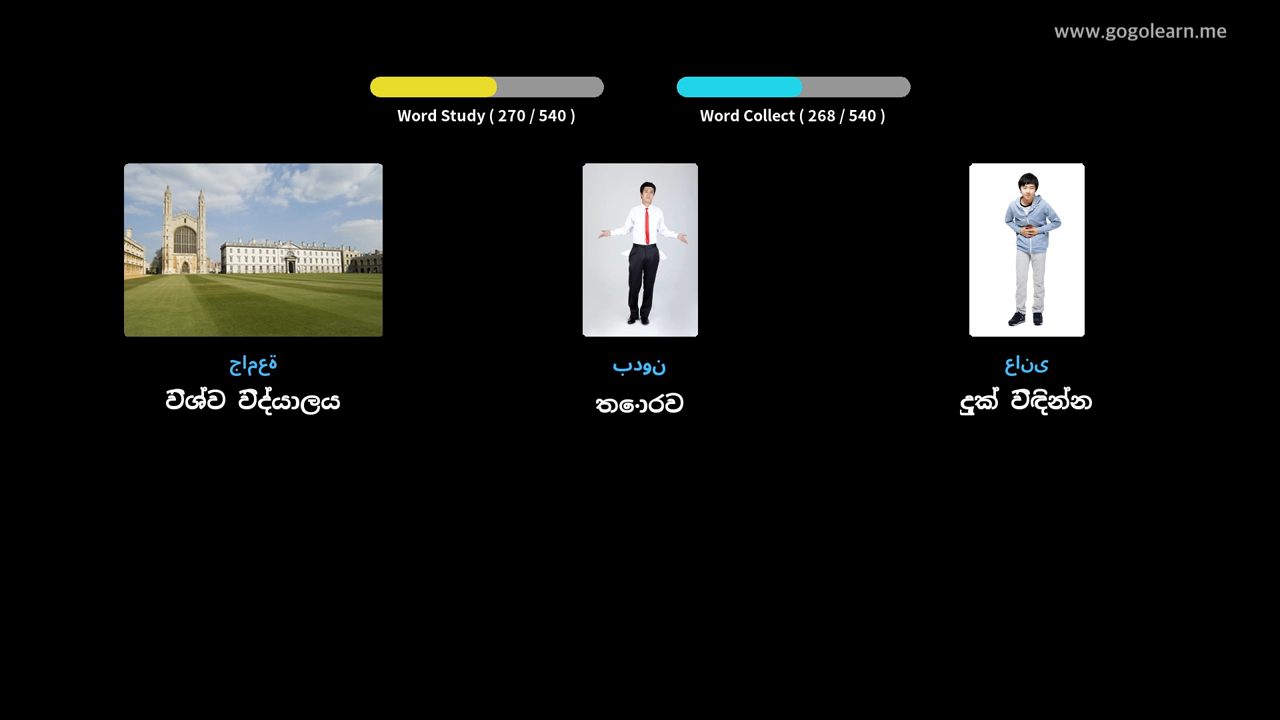 www.gogolearn.me
Word Study ( 270 / 540 )
Word Collect ( 268 / 540 )
جامعة
විශ්ව විද්යාලය
بدون
තොරව
عانى
දුක් විඳින්න